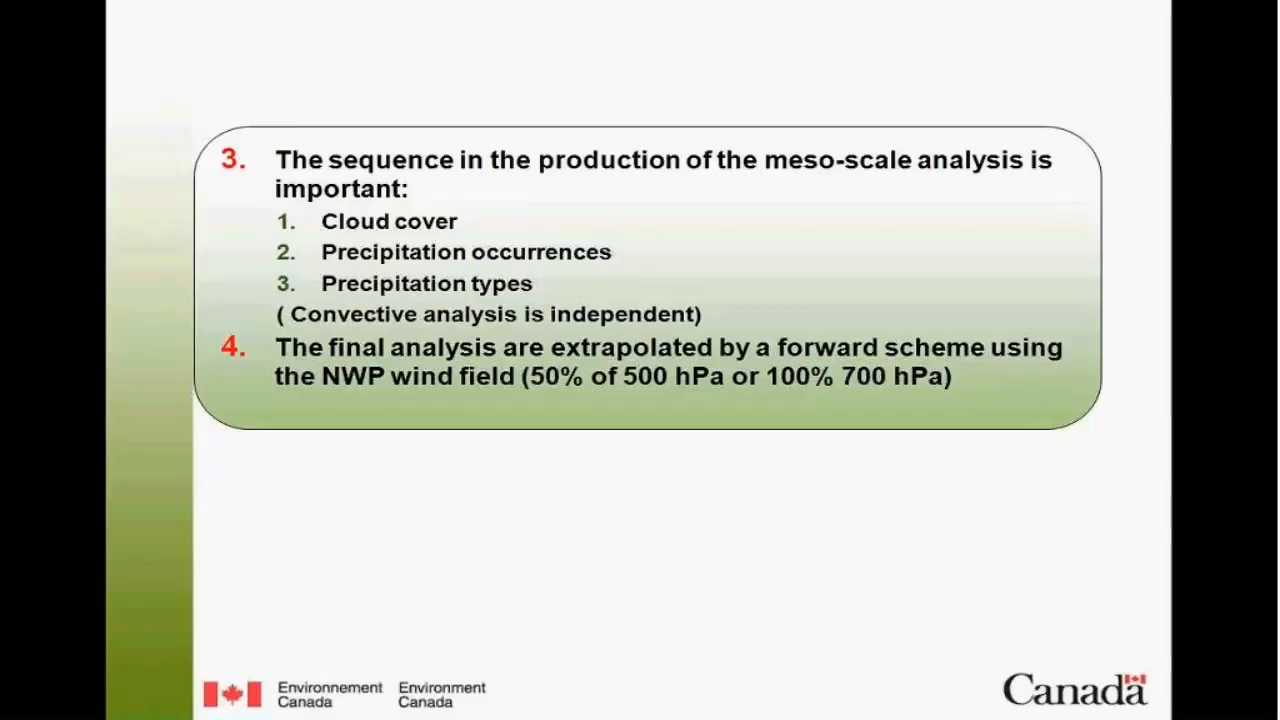 3. The sequence in the production of the meso-scale analysis is
important:
1. Cloud cover
2. Precipitation occurrences
3. Precipitation types
( Convective analysis is independent)
4. The final analysis are extrapolated by a forward scheme using
the NWP wind field (50% of 500 hPa or 100% 700 hPa)
Environnement Environment
Canada Canada
Canada